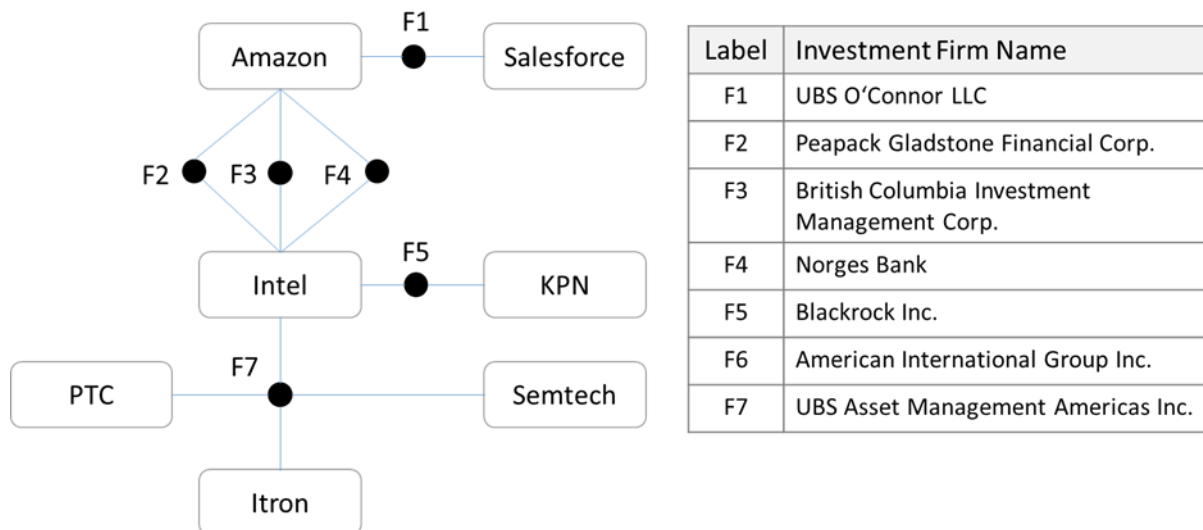 F1
Amazon
Salesforce
F2
F3
F4
F5
Intel
KPN
F7
PTC
Semtech
Itron
Label Investment Firm Name
F1 UBS O‘Connor LLC
F2 Peapack Gladstone Financial Corp.
F3 British Columbia Investment
Management Corp.
F4 Norges Bank
F5 Blackrock Inc.
F6 American International Group Inc.
F7 UBS Asset Management Americas Inc.